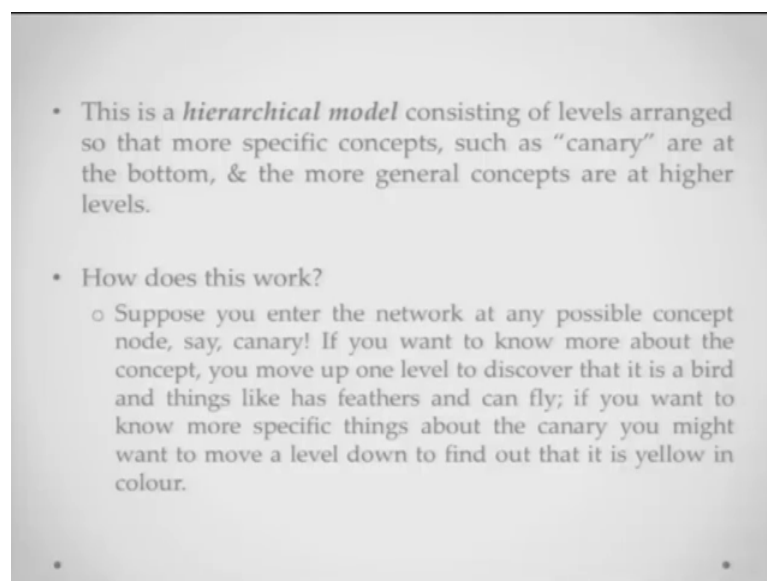 • This is a hierarchical model consisting of levels arranged
so that more specific concepts, such as “canary” are at
the bottom, & the more general concepts are at higher
levels.
• How does this work?
o Suppose you enter the network at any possible concept
node, say, canary! If you want to know more about the
concept, you move up one level to discover that it is a bird
and things like has feathers and can fly; if you want to
know more specific things about the canary you might
want to move a level down to find out that it is yellow in
colour.